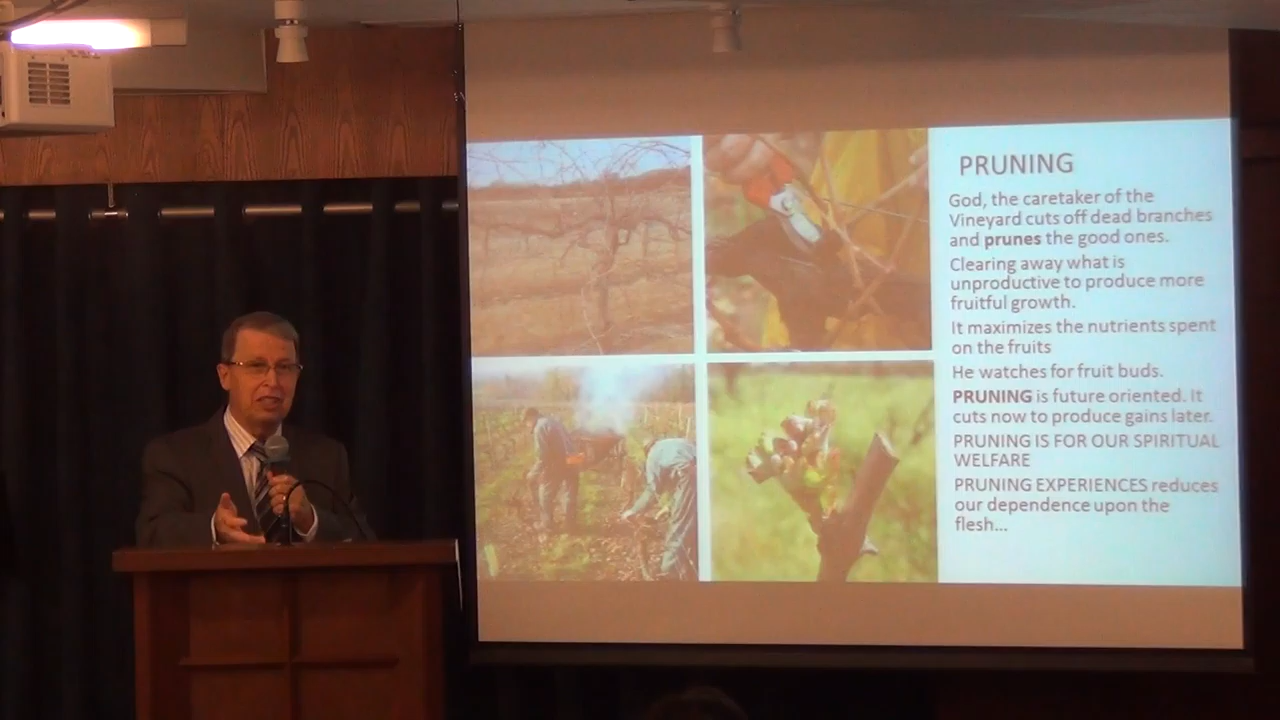 PRUNING
God, the caretaker of the
Vineyard cuts off dead branches
and prunes the good ones.
Clearing away what is
unproductive to produce more
fruitful growth.
It maximizes the nutrients spent
on the fruits
He watches for fruit buds.
PRUNING is future oriented. It
cuts now to produce gains later.
PRUNING IS FOR OUR SPIRITUAL
WELFARE
PRUNING EXPERIENCES reduces
our dependence upon the
flesh...